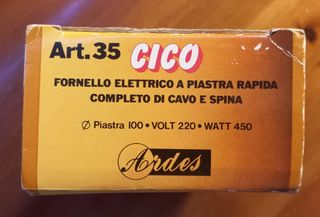 Art.35 CICO
FORNELLO ELETTRICO A PIASTRA RAPIDA
COMPLETO DI CAVO E SPINA
Ø Piastra 100 • VOLT 220 • WATT 450
Ardes